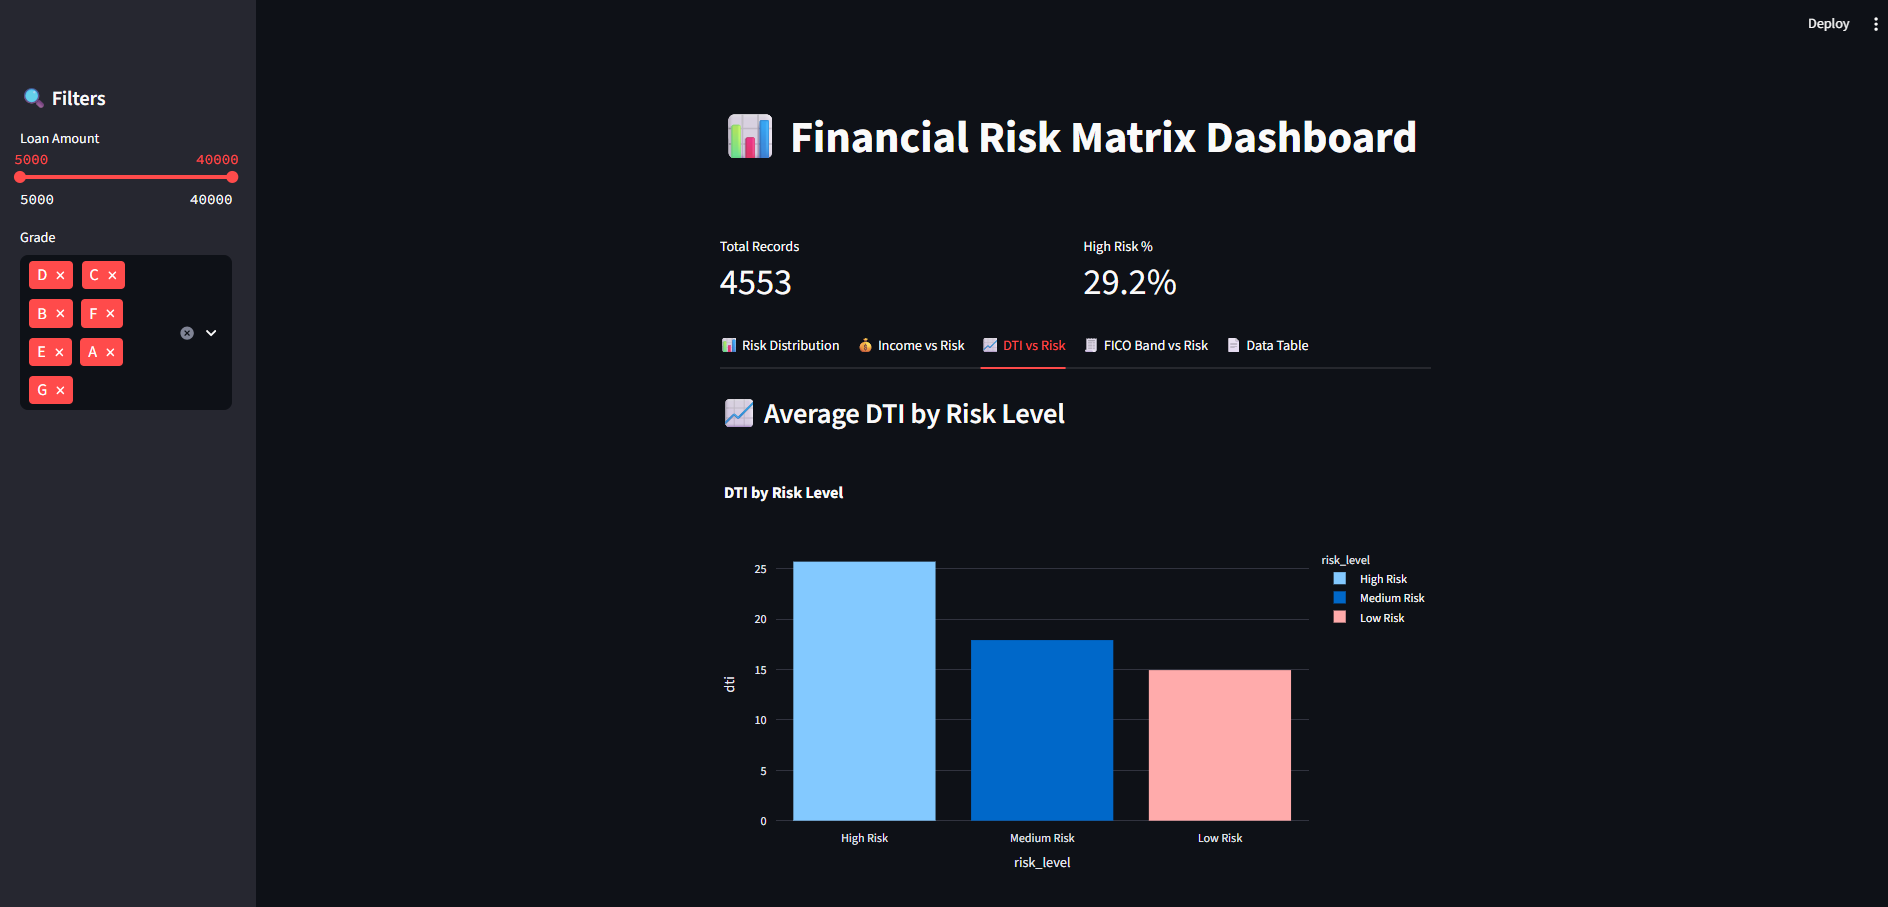 Deploy
Filters
Loan Amount
5000 40000
5000 40000
Grade
D × C ×
B × F ×
E × A ×
G ×
Financial Risk Matrix Dashboard
Total Records High Risk %
4553 29.2%
Risk Distribution Income vs Risk DTI vs Risk FICO Band vs Risk Data Table
Average DTI by Risk Level
DTI by Risk Level
risk_level
High Risk
Medium Risk
Low Risk
25
20
15
10
5
0
dti
High Risk Medium Risk Low Risk
risk_level